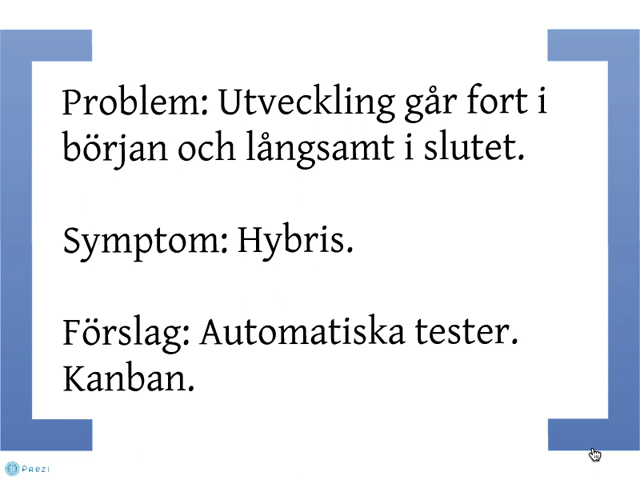 Problem: Utveckling går fort i
början och långsamt i slutet.
Symptom: Hybris.
Förslag: Automatiska tester.
Kanban.
Prezi